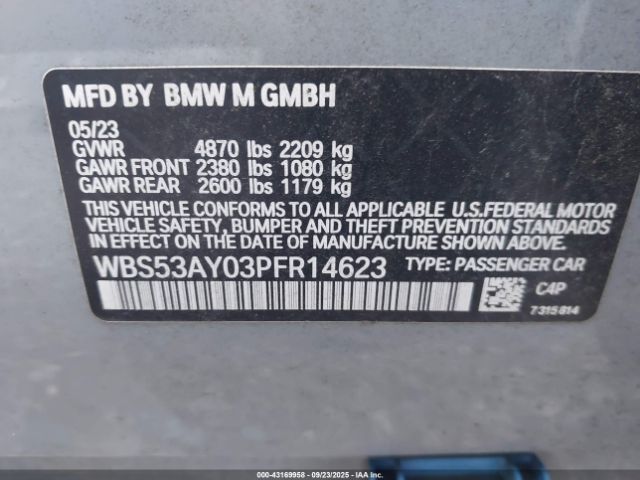 MFD BY BMW M GMBH
05/23
GVWR 4870 lbs 2209 kg
GAWR FRONT 2380 lbs 1080 kg
GAWR REAR 2600 lbs 1179 kg
THIS VEHICLE CONFORMS TO ALL APPLICABLE U.S.FEDERAL MOTOR
VEHICLE SAFETY, BUMPER, AND THEFT PREVENTION STANDARDS
IN EFFECT ON THE DATE OF MANUFACTURE SHOWN ABOVE.
WBS53AY03PFR14623 TYPE: PASSENGER CAR
C4P
7315814
000-43169958 - 09/23/2025 - IAAI.COM